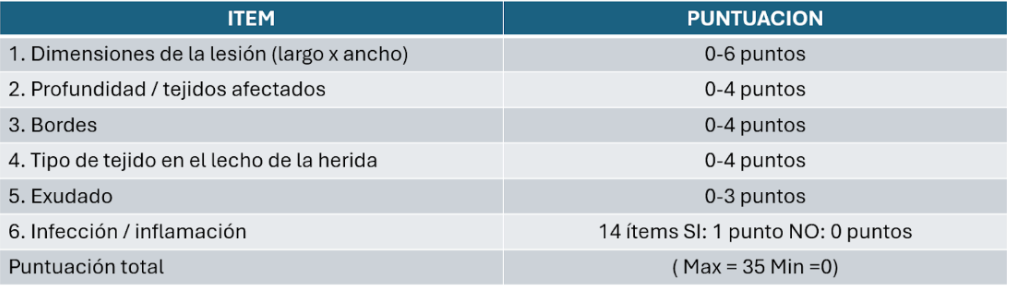 ITEM PUNTUACION
1. Dimensiones de la lesión (largo x ancho) 0-6 puntos
2. Profundidad / tejidos afectados 0-4 puntos
3. Bordes 0-4 puntos
4. Tipo de tejido en el lecho de la herida 0-4 puntos
5. Exudado 0-3 puntos
6. Infección / inflamación 14 ítems SI: 1 punto NO: 0 puntos
Puntuación total ( Max = 35 Min =0)